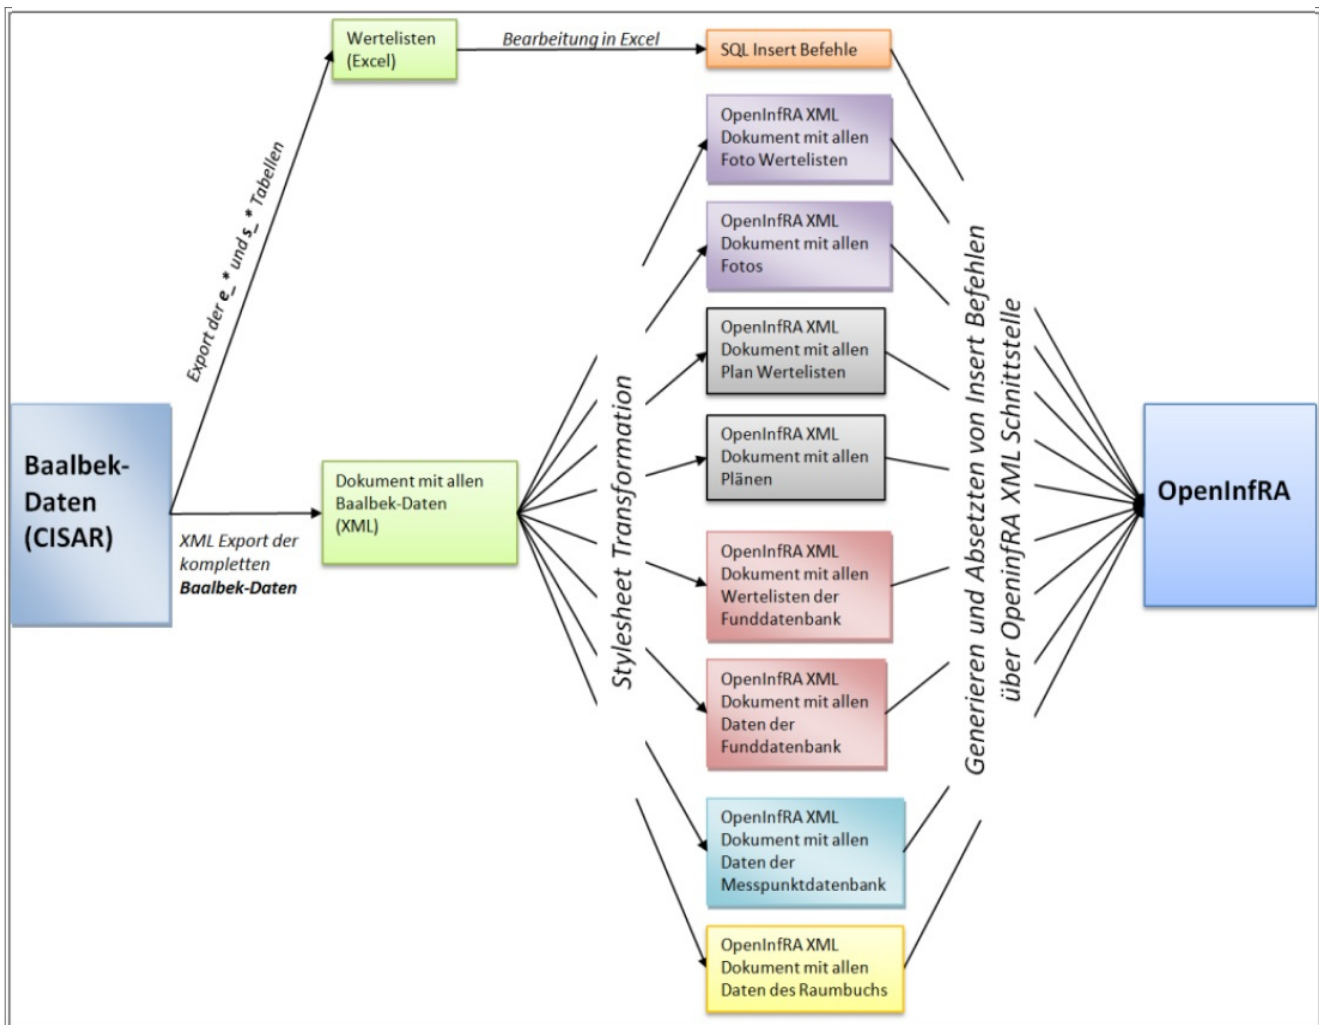 Wertelisten
(Excel)
Bearbeitung in Excel
SQL Insert Befehle
OpenInfRA XML
Dokument mit allen
Foto Wertelisten
Export der e_* und s_* Tabellen
OpenInfRA XML
Dokument mit allen
Fotos
OpenInfRA XML
Dokument mit allen
Plan Wertelisten
Baalbek-
Daten
(CISAR)
Dokument mit allen
Baalbek-Daten
(XML)
XML Export der
kompletten
Baalbek-Daten
Stylesheet Transformation
OpenInfRA XML
Dokument mit allen
Plänen
OpenInfRA XML
Dokument mit allen
Wertelisten der
Funddatenbank
OpenInfRA XML
Dokument mit allen
Daten der
Funddatenbank
OpenInfRA XML
Dokument mit allen
Daten der
Messpunktdatenbank
OpenInfRA XML
Dokument mit allen
Daten des Raumbuchs
Generieren und Absetzten von Insert Befehlen
über OpeninfRA XML Schnittstelle
OpenInfRA